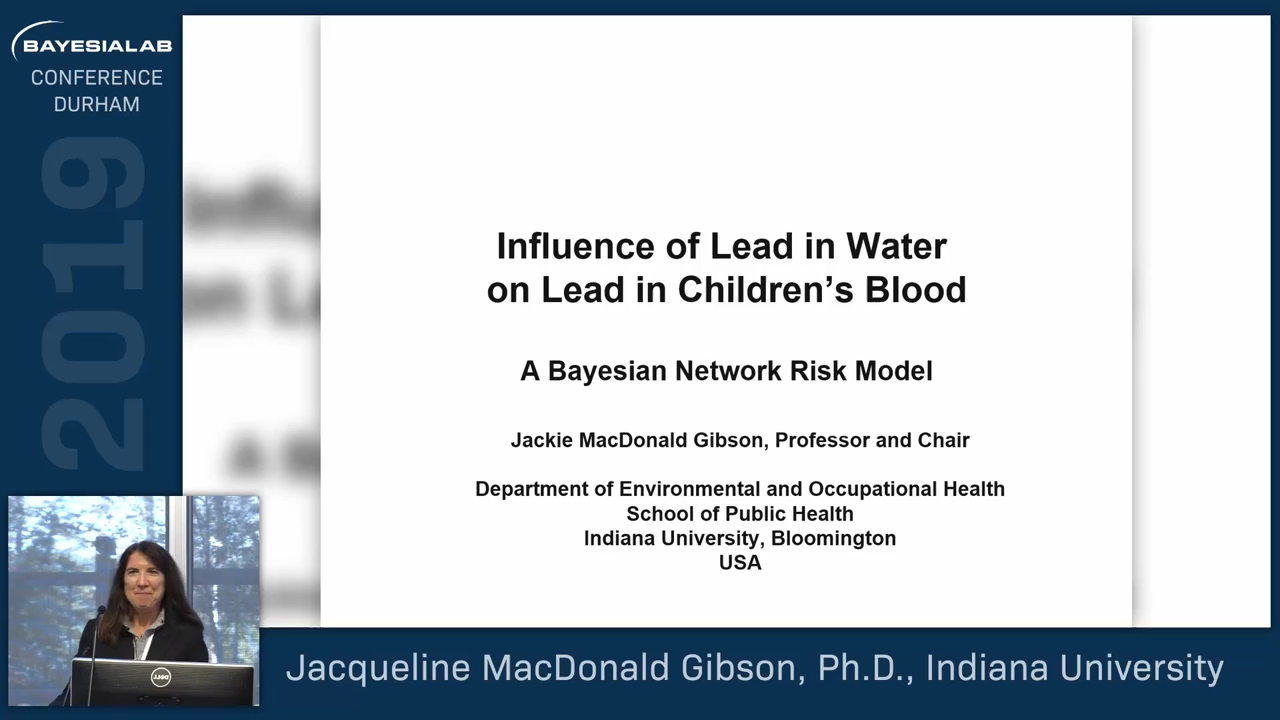 BAYESIALAB
CONFERENCE
DURHAM
2019
Influence of Lead in Water
on Lead in Children’s Blood
A Bayesian Network Risk Model
Jackie MacDonald Gibson, Professor and Chair
Department of Environmental and Occupational Health
School of Public Health
Indiana University, Bloomington
USA
DELL
Jacqueline MacDonald Gibson, Ph.D., Indiana University